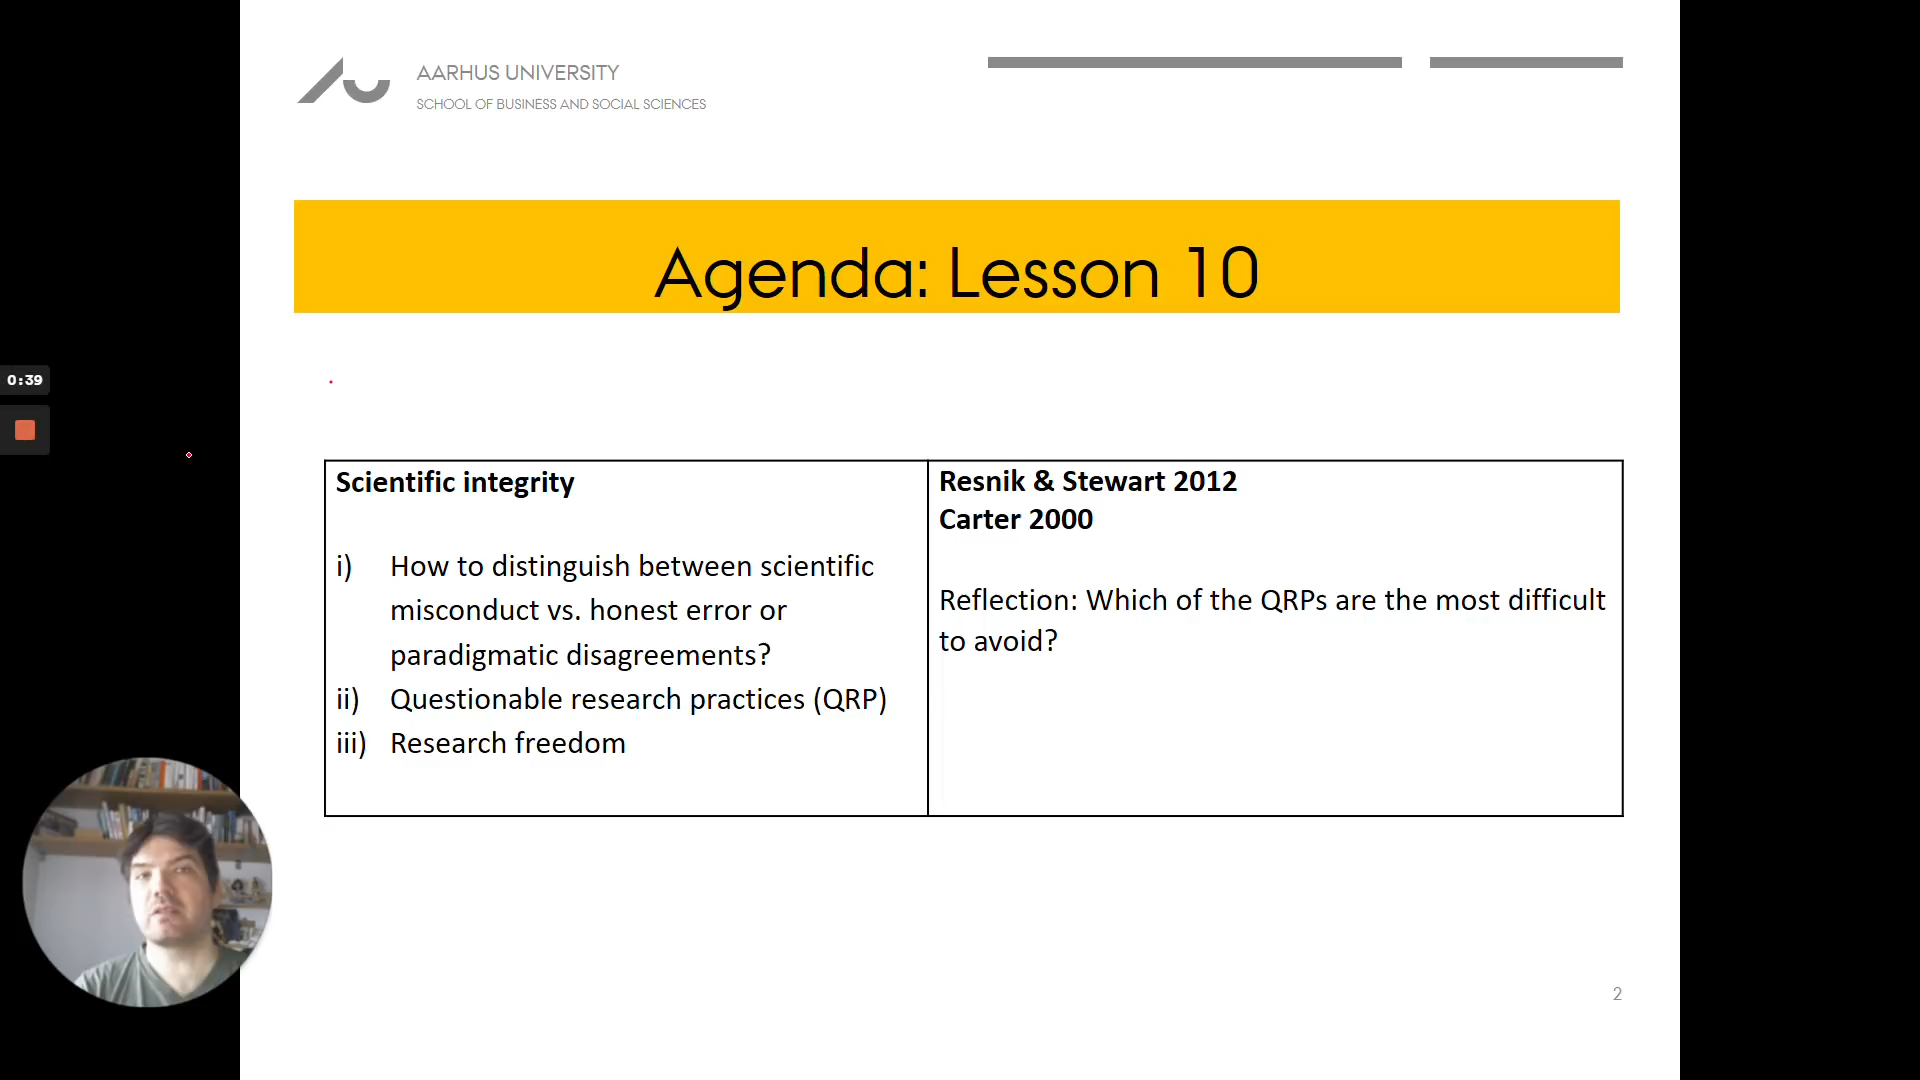 AARHUS UNIVERSITY
SCHOOL OF BUSINESS AND SOCIAL SCIENCES
Agenda: Lesson 10
0:39
Scientific integrity
i) How to distinguish between scientific
misconduct vs. honest error or
paradigmatic disagreements?
ii) Questionable research practices (QRP)
iii) Research freedom
Resnik & Stewart 2012
Carter 2000
Reflection: Which of the QRPs are the most difficult
to avoid?
2